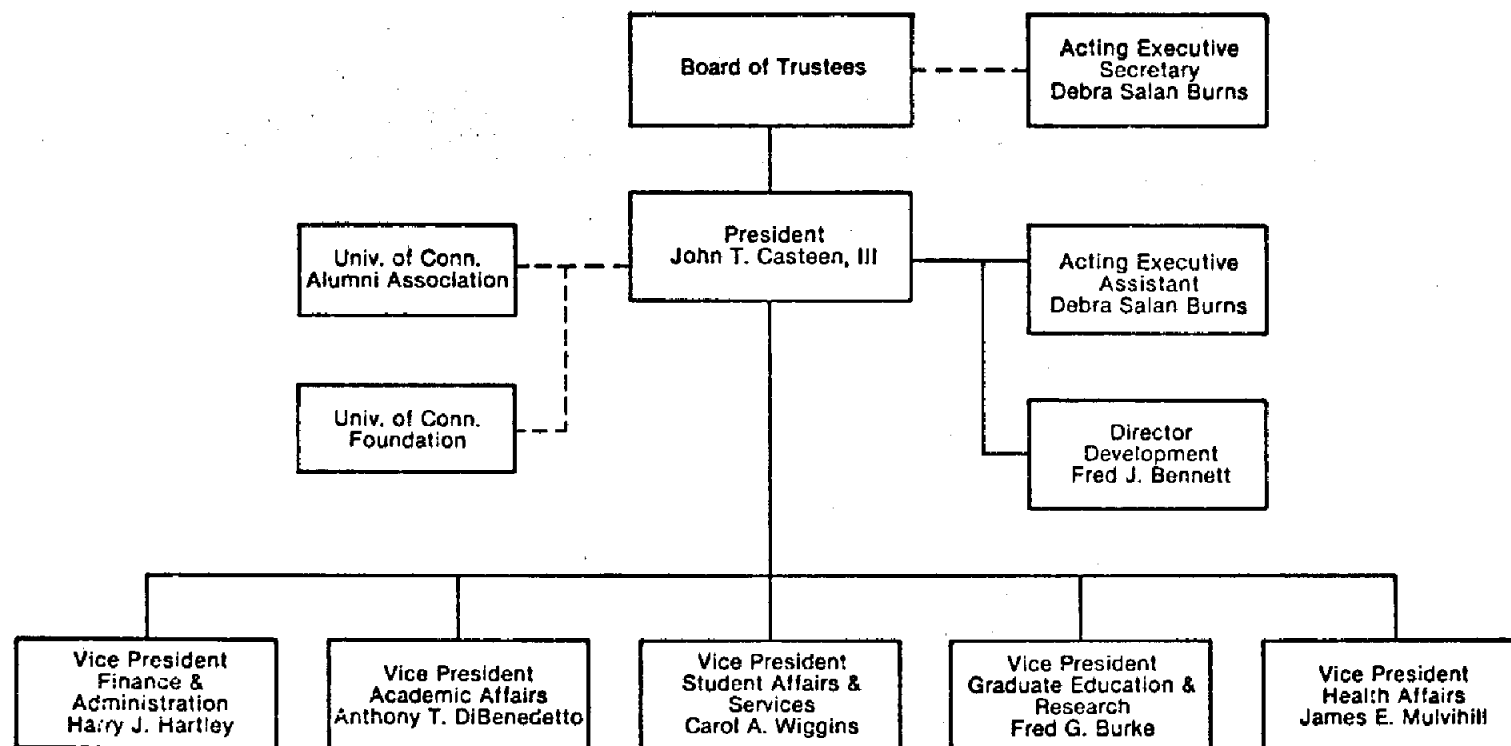 Board of Trustees
Acting Executive
Secretary
Debra Salan Burns
President
John T. Casteen, III
Univ. of Conn.
Alumni Association
Acting Executive
Assistant
Debra Salan Burns
Univ. of Conn.
Foundation
Director
Development
Fred J. Bennett
Vice President
Finance &
Administration
Harry J. Hartley
Vice President
Academic Affairs
Anthony T. DiBenedetto
Vice President
Student Affairs &
Services
Carol A. Wiggins
Vice President
Graduate Education &
Research
Fred G. Burke
Vice President
Health Affairs
James E. Mulvihill